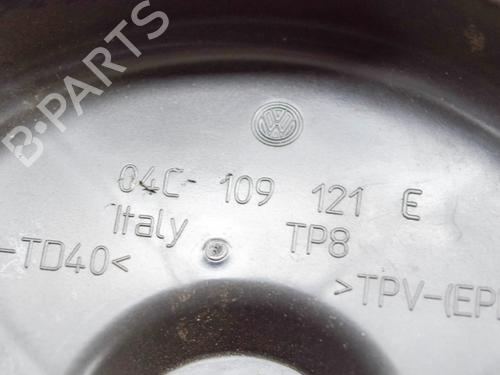 B-PARTS
04C 109 121 E
Italy TP8
-TD40< >TPV-(EP